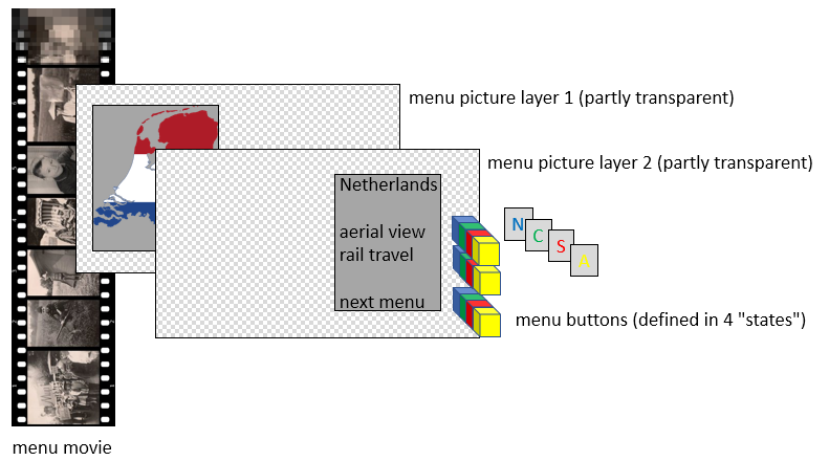 menu picture layer 1 (partly transparent)
menu picture layer 2 (partly transparent)
Netherlands
aerial view
rail travel
next menu
N
C
S
A
menu buttons (defined in 4 "states")
menu movie